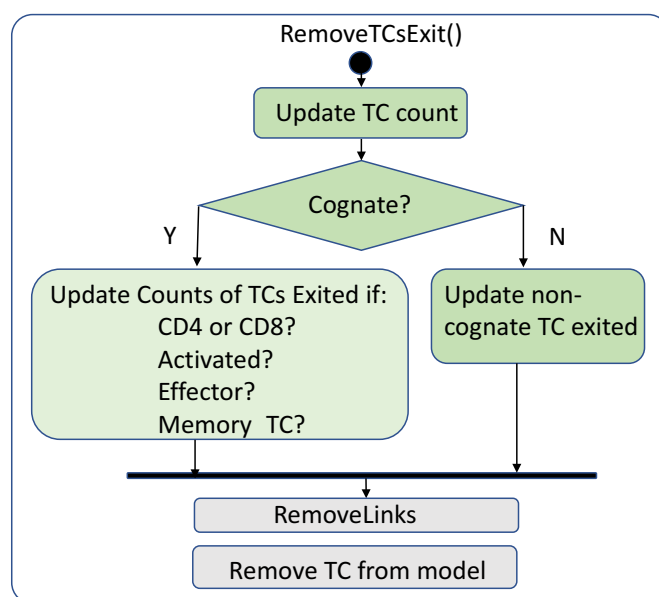 RemoveTCsExit()
Update TC count
Cognate?
Y
N
Update Counts of TCs Exited if:
CD4 or CD8?
Activated?
Effector?
Memory TC?
Update non-
cognate TC exited
RemoveLinks
Remove TC from model